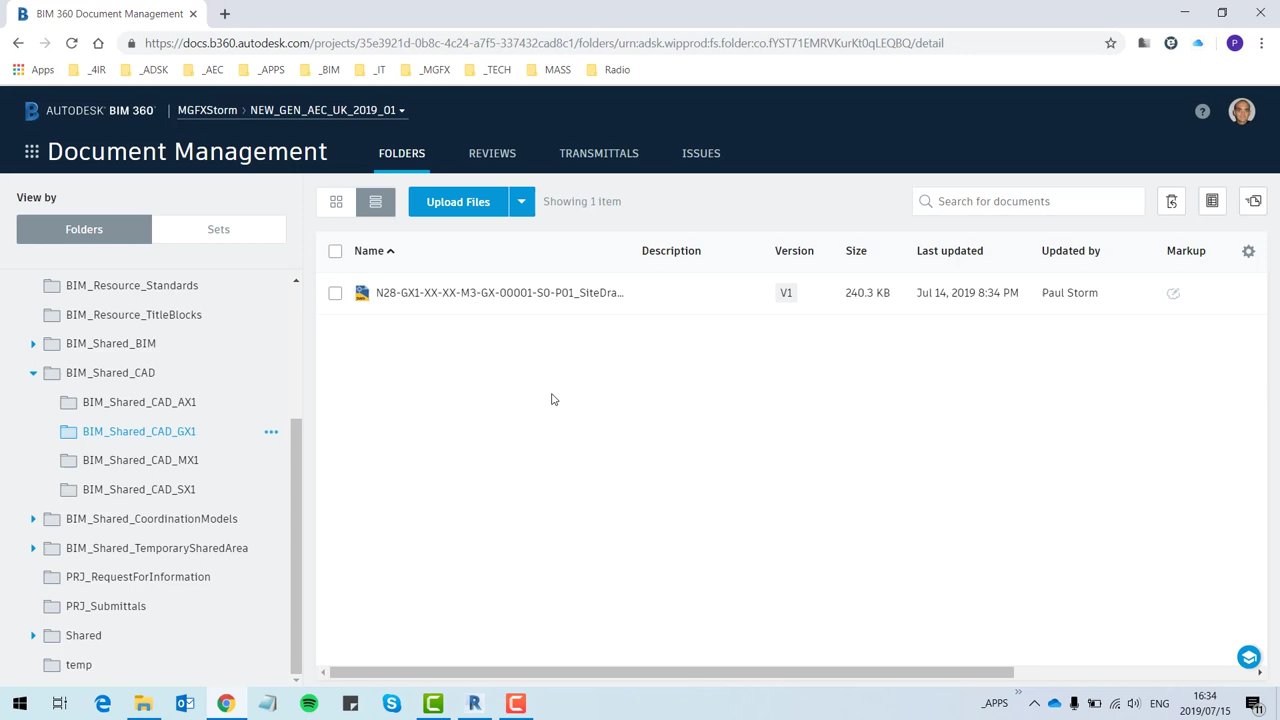 BIM 360 Document Management
https://docs.b360.autodesk.com/projects/35e3921d-0b8c-4c24-a7f5-337432cad8c1/folders/urn:adsk.wipprod:fs.folder:co.fYST71EMRVKurKt0qLEQBQ/detail
P
Apps _4IR _ADSK _AEC _APPS _BIM _IT _MGFX _TECH MASS Radio
AUTODESK® BIM 360° MGFXStorm > NEW_GEN_AEC_UK_2019_01
Document Management FOLDERS REVIEWS TRANSMITTALS ISSUES
View by
Folders Sets
BIM_Resource_Standards
BIM_Resource_TitleBlocks
BIM_Shared_BIM
BIM_Shared_CAD
BIM_Shared_CAD_AX1
BIM_Shared_CAD_GX1
BIM_Shared_CAD_MX1
BIM_Shared_CAD_SX1
BIM_Shared_CoordinationModels
BIM_Shared_TemporarySharedArea
PRJ_RequestForInformation
PRJ_Submittals
Shared
temp
Upload Files Showing 1 item Search for documents
Name Description Version Size Last updated Updated by Markup
N28-GX1-XX-XX-M3-GX-00001-S0-P01_SiteDra... V1 240.3 KB Jul 14, 2019 8:34 PM Paul Storm
_APPS ENG 16:34
2019/07/15 11